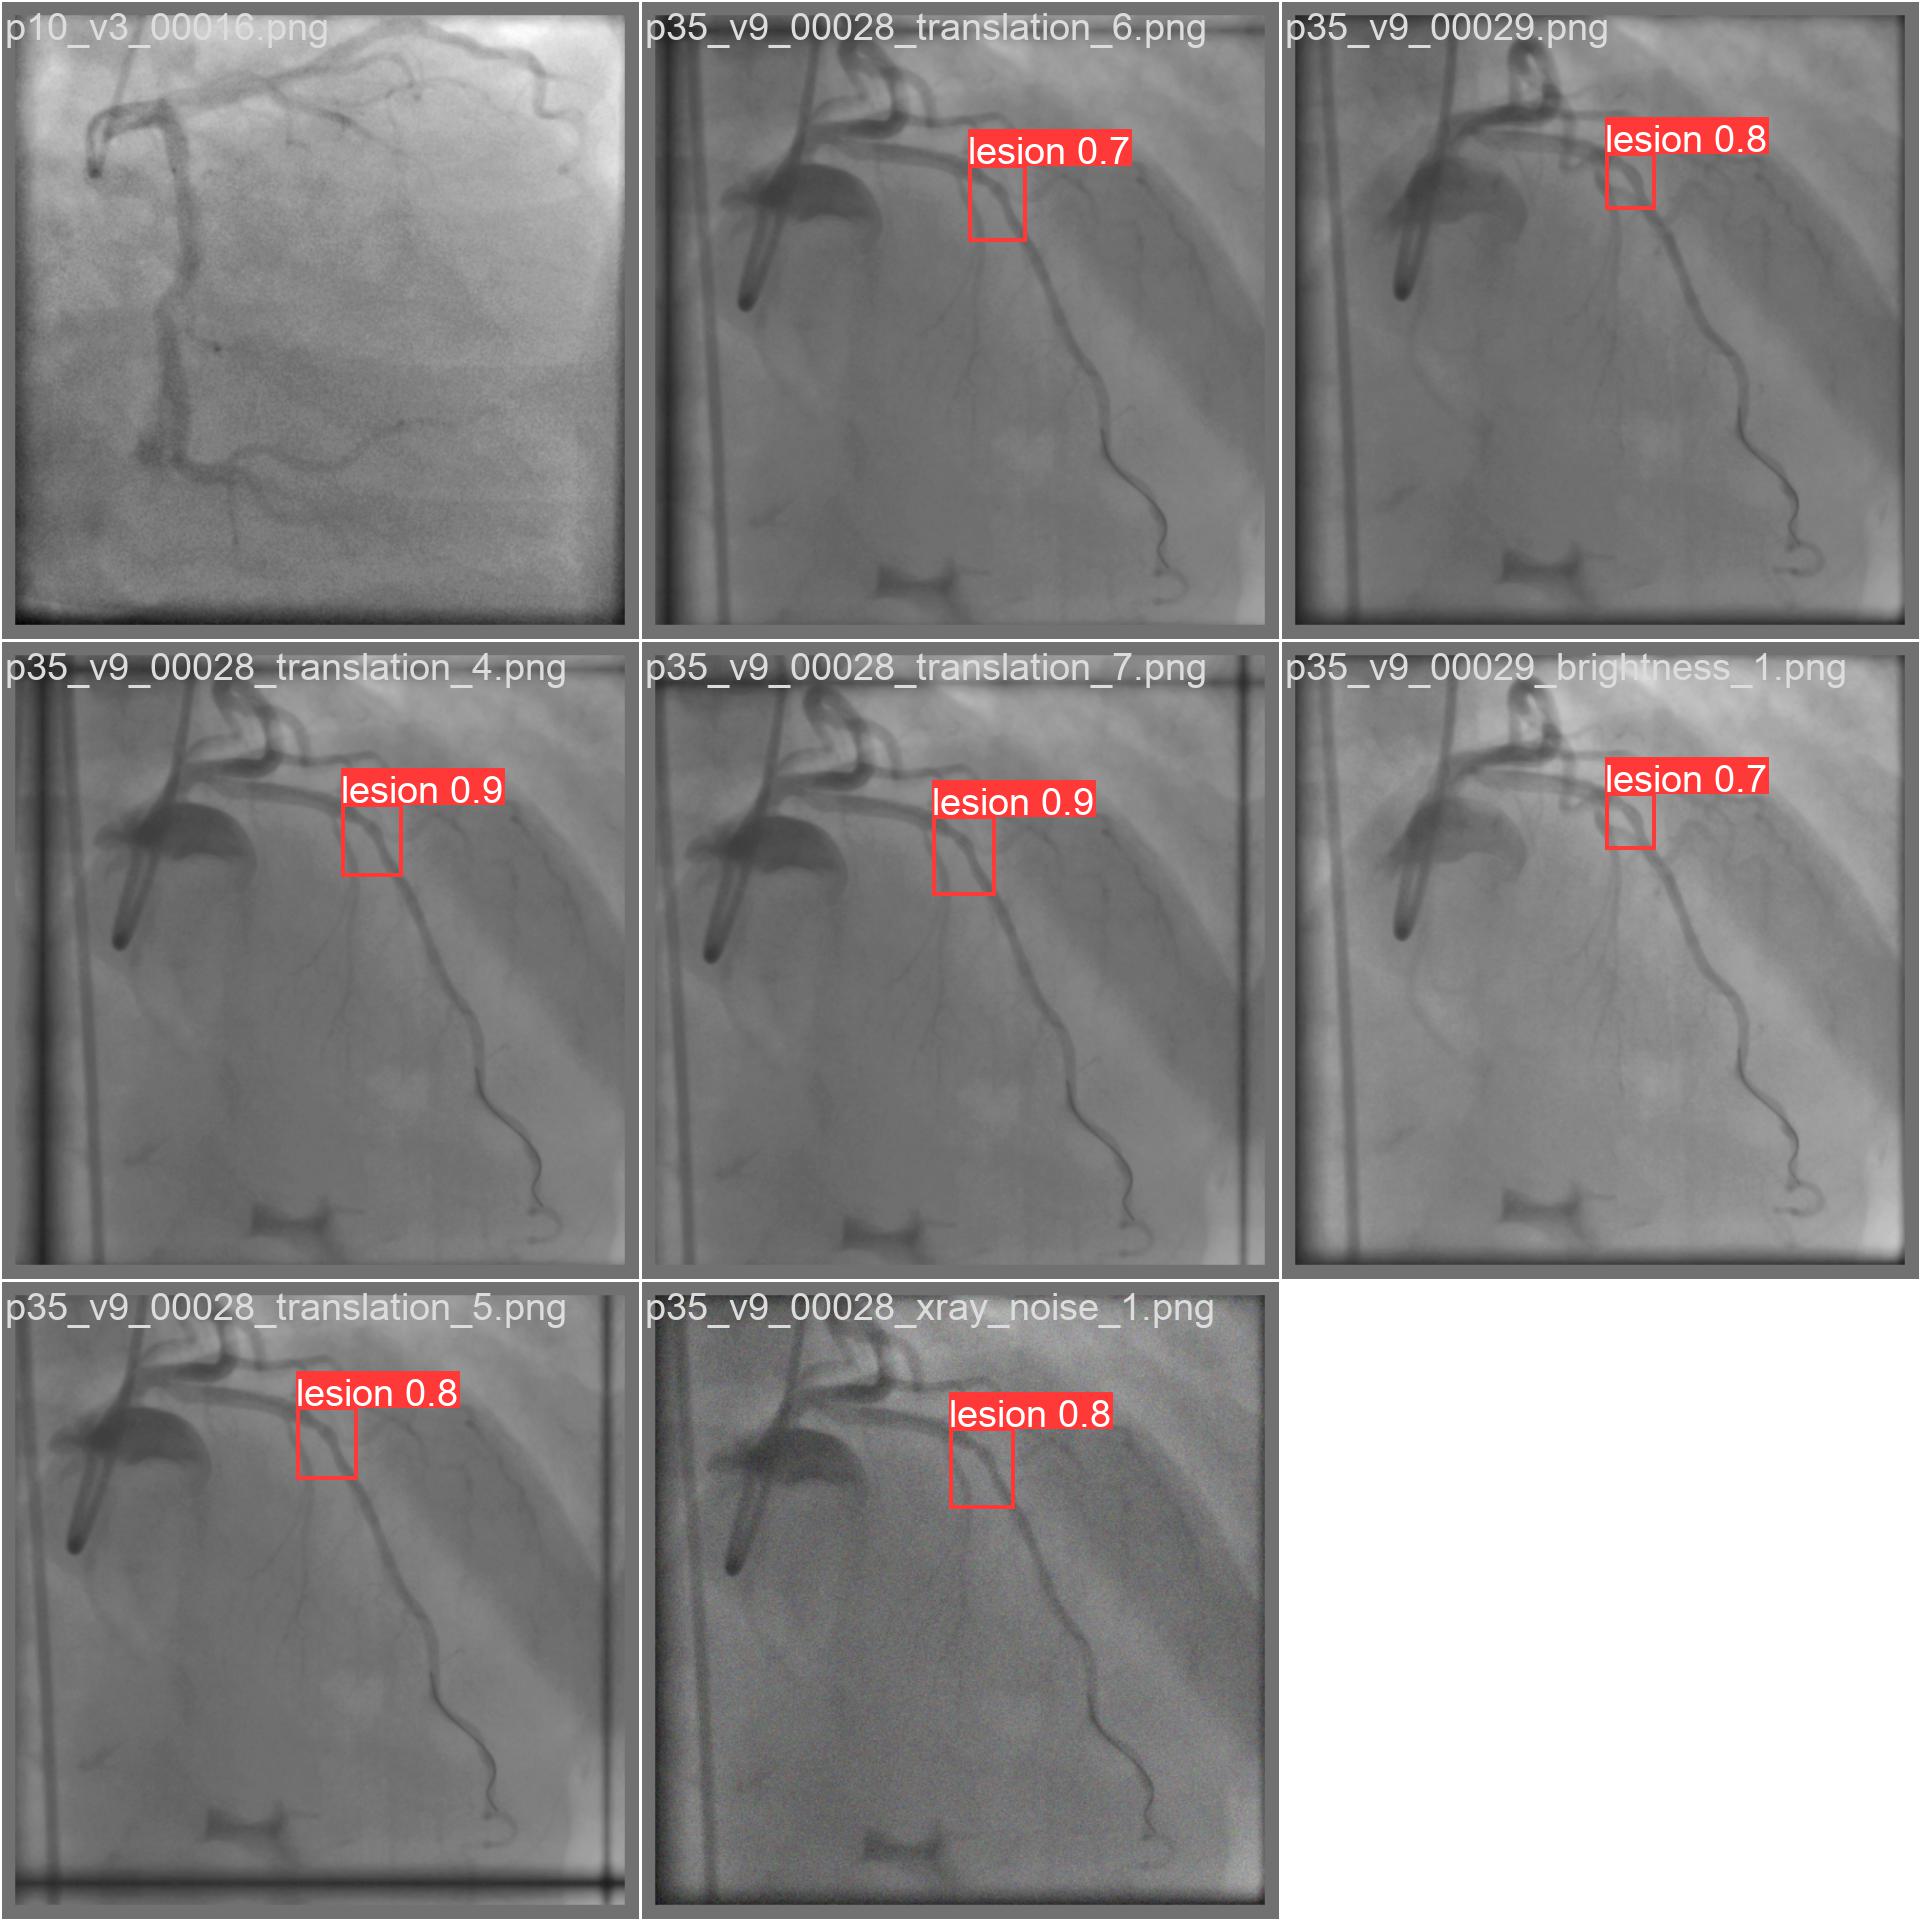 p10_v3_00016.png
p35_v9_00028_translation_6.png
lesion 0.7
p35_v9_00029.png
lesion 0.8
p35_v9_00028_translation_4.png
lesion 0.9
p35_v9_00028_translation_7.png
lesion 0.9
p35_v9_00029_brightness_1.png
lesion 0.7
p35_v9_00028_translation_5.png
lesion 0.8
p35_v9_00028_xray_noise_1.png
lesion 0.8